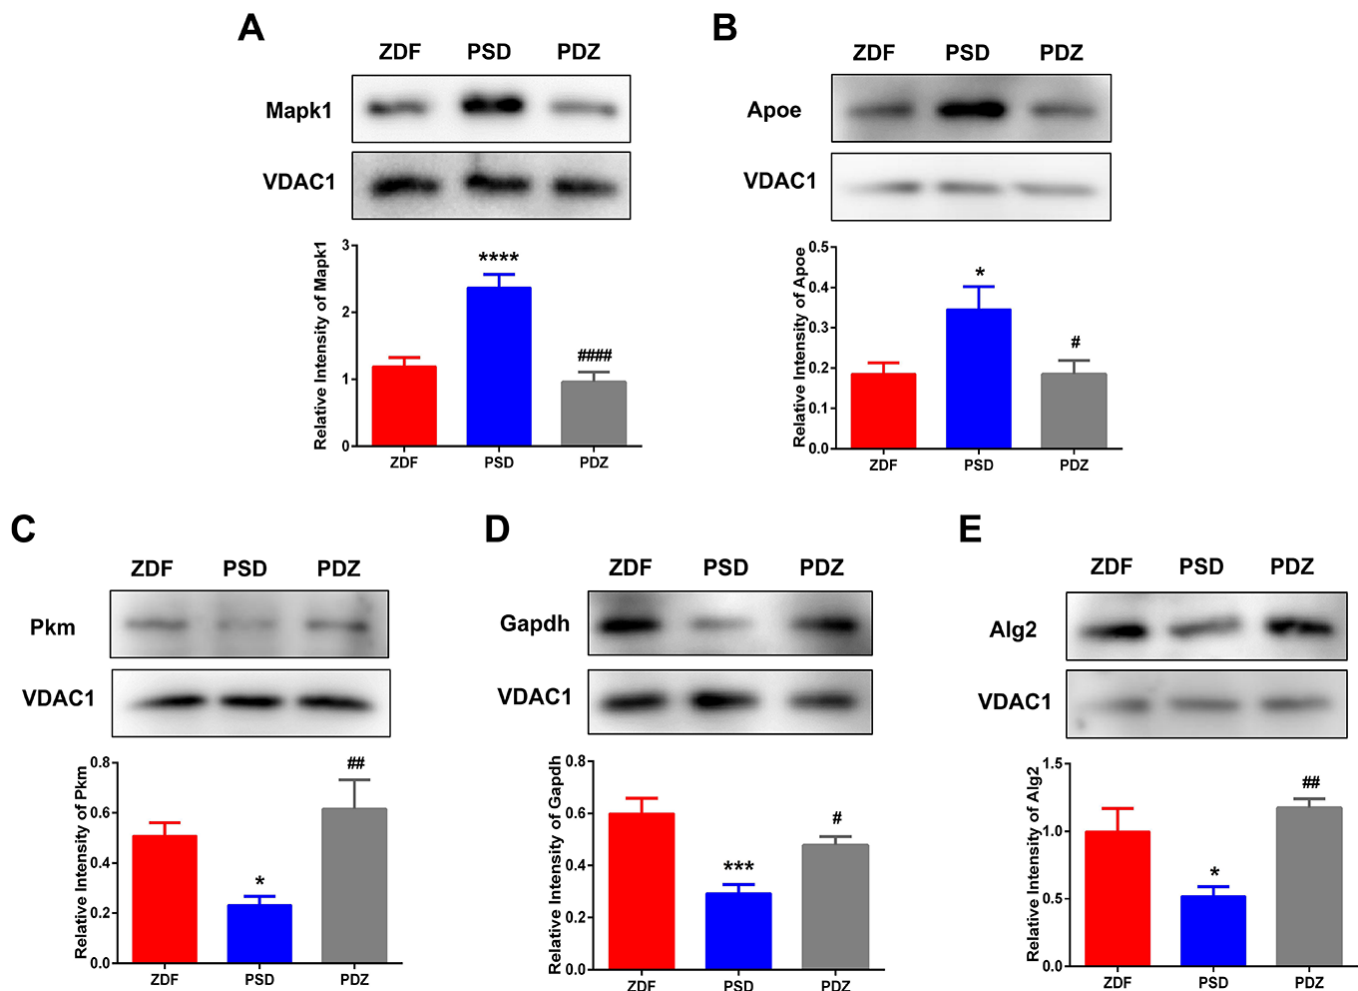 A
ZDF PSD PDZ
Mapk1
VDAC1
Relative Intensity of Mapk1
3
2
1
0
****
####
ZDF PSD PDZ
B
ZDF PSD PDZ
Apoe
VDAC1
Relative Intensity of Apoe
0.5
0.4
0.3
0.2
0.1
0.0
*
#
ZDF PSD PDZ
C
ZDF PSD PDZ
Pkm
VDAC1
Relative Intensity of Pkm
0.8
0.6
0.4
0.2
0.0
*
##
ZDF PSD PDZ
D
ZDF PSD PDZ
Gapdh
VDAC1
Relative Intensity of Gapdh
0.8
0.6
0.4
0.2
0.0
***
#
ZDF PSD PDZ
E
ZDF PSD PDZ
Alg2
VDAC1
Relative Intensity of Alg2
1.5
1.0
0.5
0.0
*
##
ZDF PSD PDZ